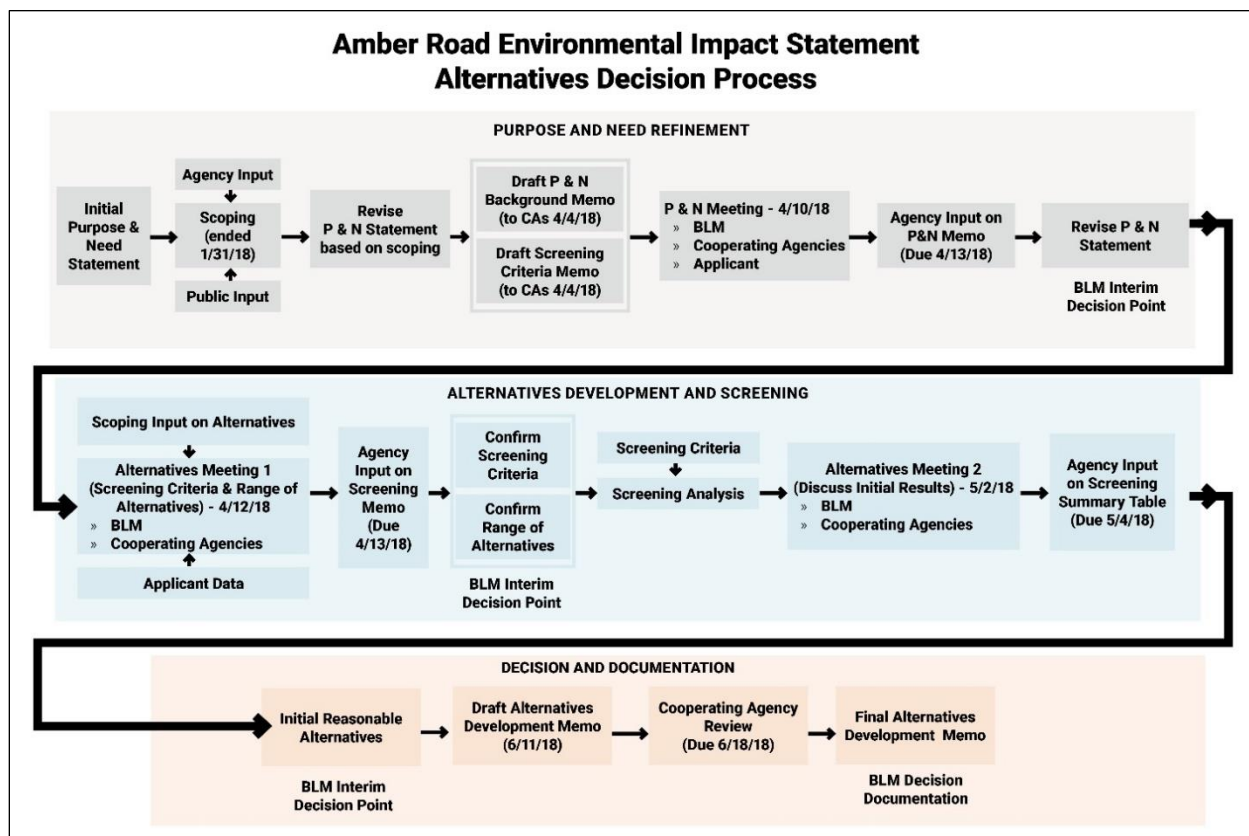 Amber Road Environmental Impact Statement
Alternatives Decision Process
PURPOSE AND NEED REFINEMENT
Initial
Purpose &
Need
Statement
Agency Input
Scoping
(ended
1/31/18)
Public Input
Revise
P & N Statement
based on scoping
Draft P & N
Background Memo
(to CAs 4/4/18)
Draft Screening
Criteria Memo
(to CAs 4/4/18)
P & N Meeting - 4/10/18
» BLM
» Cooperating Agencies
» Applicant
Agency Input on
P&N Memo
(Due 4/13/18)
Revise P & N
Statement
BLM Interim
Decision Point
ALTERNATIVES DEVELOPMENT AND SCREENING
Scoping Input on Alternatives
Alternatives Meeting 1
(Screening Criteria & Range of
Alternatives) - 4/12/18
» BLM
» Cooperating Agencies
Applicant Data
Agency
Input on
Screening
Memo
(Due
4/13/18)
Confirm
Screening
Criteria
Confirm
Range of
Alternatives
BLM Interim
Decision Point
Screening Criteria
Screening Analysis
Alternatives Meeting 2
(Discuss Initial Results) - 5/2/18
» BLM
» Cooperating Agencies
Agency Input
on Screening
Summary Table
(Due 5/4/18)
DECISION AND DOCUMENTATION
Initial Reasonable
Alternatives
BLM Interim
Decision Point
Draft Alternatives
Development Memo
(6/11/18)
Cooperating Agency
Review
(Due 6/18/18)
Final Alternatives
Development Memo
BLM Decision
Documentation